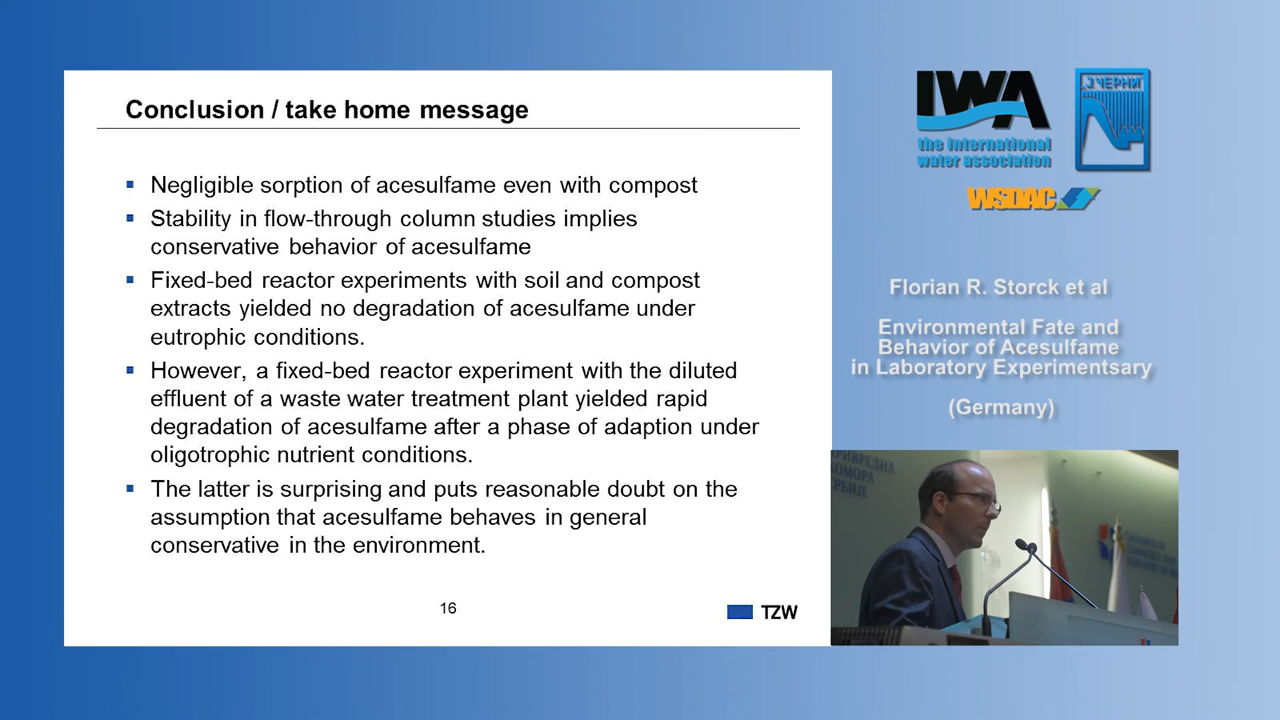 Conclusion / take home message
▪ Negligible sorption of acesulfame even with compost
▪ Stability in flow-through column studies implies
conservative behavior of acesulfame
▪ Fixed-bed reactor experiments with soil and compost
extracts yielded no degradation of acesulfame under
eutrophic conditions.
▪ However, a fixed-bed reactor experiment with the diluted
effluent of a waste water treatment plant yielded rapid
degradation of acesulfame after a phase of adaption under
oligotrophic nutrient conditions.
▪ The latter is surprising and puts reasonable doubt on the
assumption that acesulfame behaves in general
conservative in the environment.
16
TZW
IWA
the international
water association
Ј.ЧЕРНИ
WSDAC
Florian R. Storck et al
Environmental Fate and
Behavior of Acesulfame
in Laboratory Experimentsary
(Germany)
КОМОРА